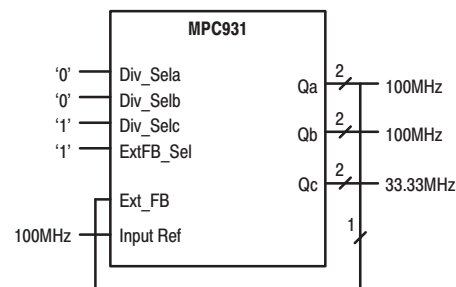 MPC931
‘0’ Div_Sela
‘0’ Div_Selb
‘1’ Div_Selc
‘1’ ExtFB_Sel
Ext_FB
100MHz Input Ref
Qa 2 100MHz
Qb 2 100MHz
Qc 2 33.33MHz
1